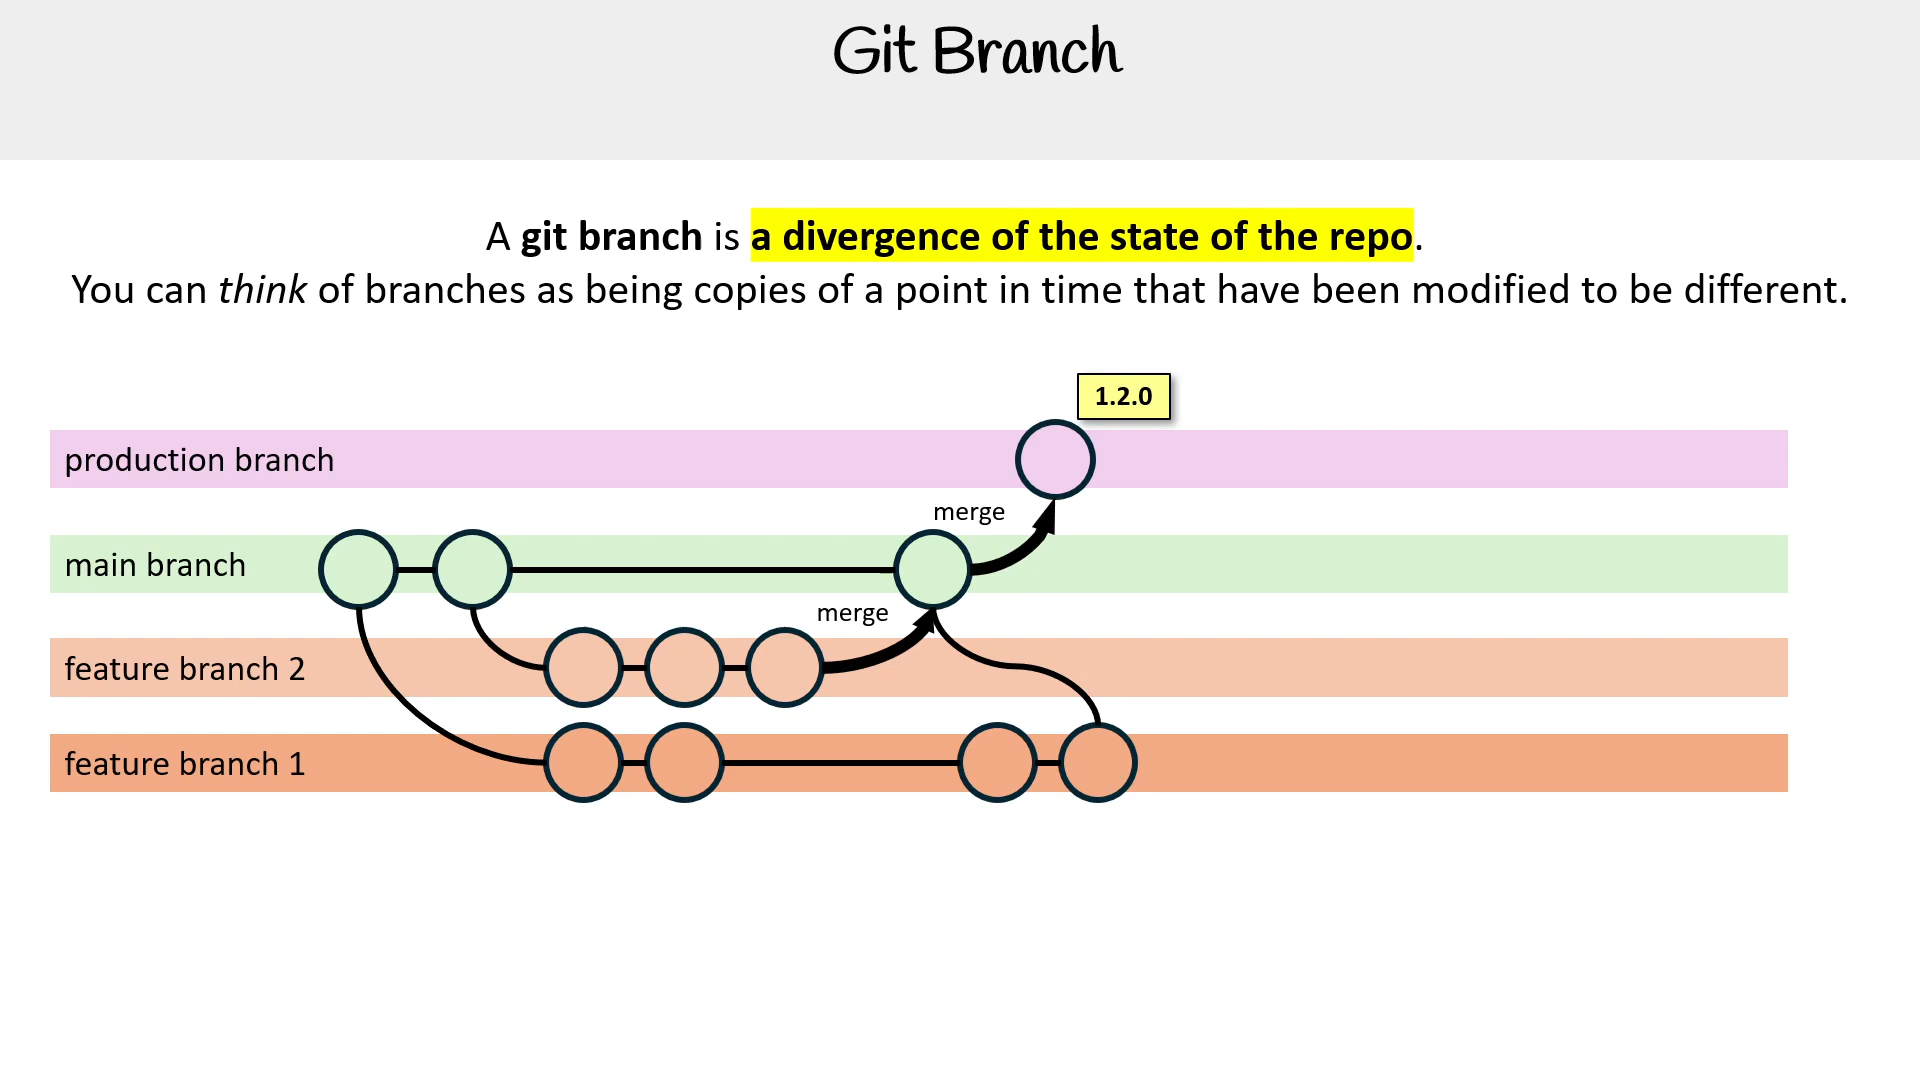 Git Branch
A git branch is a divergence of the state of the repo.
You can think of branches as being copies of a point in time that have been modified to be different.
1.2.0
production branch
merge
main branch
merge
feature branch 2
feature branch 1